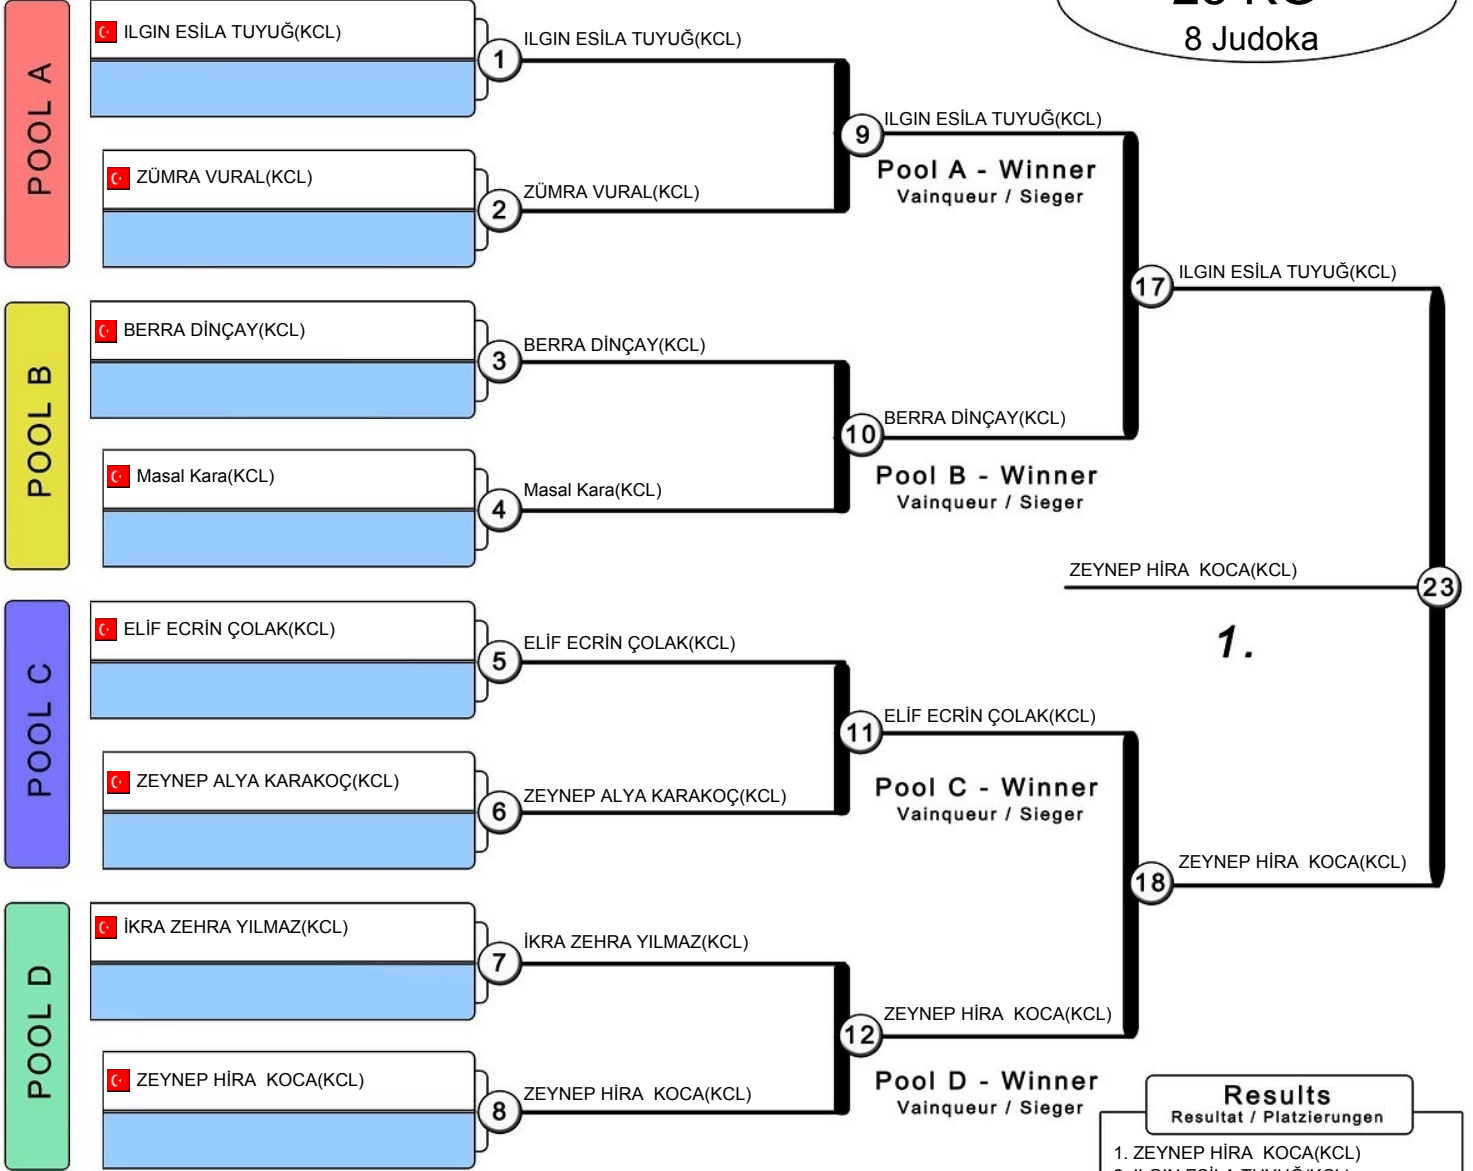 8 Judoka
POOL A
ILGIN ESİLA TUYUĞ(KCL)
1
ILGIN ESİLA TUYUĞ(KCL)
ZÜMRA VURAL(KCL)
2
ZÜMRA VURAL(KCL)
9
ILGIN ESİLA TUYUĞ(KCL)
Pool A - Winner
Vainqueur / Sieger
POOL B
BERRA DİNÇAY(KCL)
3
BERRA DİNÇAY(KCL)
Masal Kara(KCL)
4
Masal Kara(KCL)
10
BERRA DİNÇAY(KCL)
Pool B - Winner
Vainqueur / Sieger
17
ILGIN ESİLA TUYUĞ(KCL)
ZEYNEP HİRA  KOCA(KCL)
23
1.
POOL C
ELİF ECRİN ÇOLAK(KCL)
5
ELİF ECRİN ÇOLAK(KCL)
ZEYNEP ALYA KARAKOÇ(KCL)
6
ZEYNEP ALYA KARAKOÇ(KCL)
11
ELİF ECRİN ÇOLAK(KCL)
Pool C - Winner
Vainqueur / Sieger
18
ZEYNEP HİRA  KOCA(KCL)
POOL D
İKRA ZEHRA YILMAZ(KCL)
7
İKRA ZEHRA YILMAZ(KCL)
ZEYNEP HİRA  KOCA(KCL)
8
ZEYNEP HİRA  KOCA(KCL)
12
ZEYNEP HİRA  KOCA(KCL)
Pool D - Winner
Vainqueur / Sieger
Results
Resultat / Platzierungen
1. ZEYNEP HİRA  KOCA(KCL)